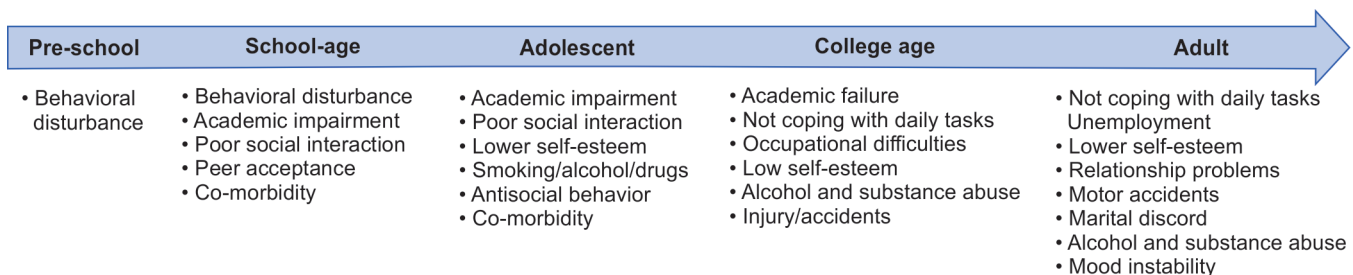 Pre-school
School-age
Adolescent
College age
Adult
• Behavioral
disturbance
• Behavioral disturbance
• Academic impairment
• Poor social interaction
• Peer acceptance
• Co-morbidity
• Academic impairment
• Poor social interaction
• Lower self-esteem
• Smoking/alcohol/drugs
• Antisocial behavior
• Co-morbidity
• Academic failure
• Not coping with daily tasks
• Occupational difficulties
• Low self-esteem
• Alcohol and substance abuse
• Injury/accidents
• Not coping with daily tasks
Unemployment
• Lower self-esteem
• Relationship problems
• Motor accidents
• Marital discord
• Alcohol and substance abuse
• Mood instability